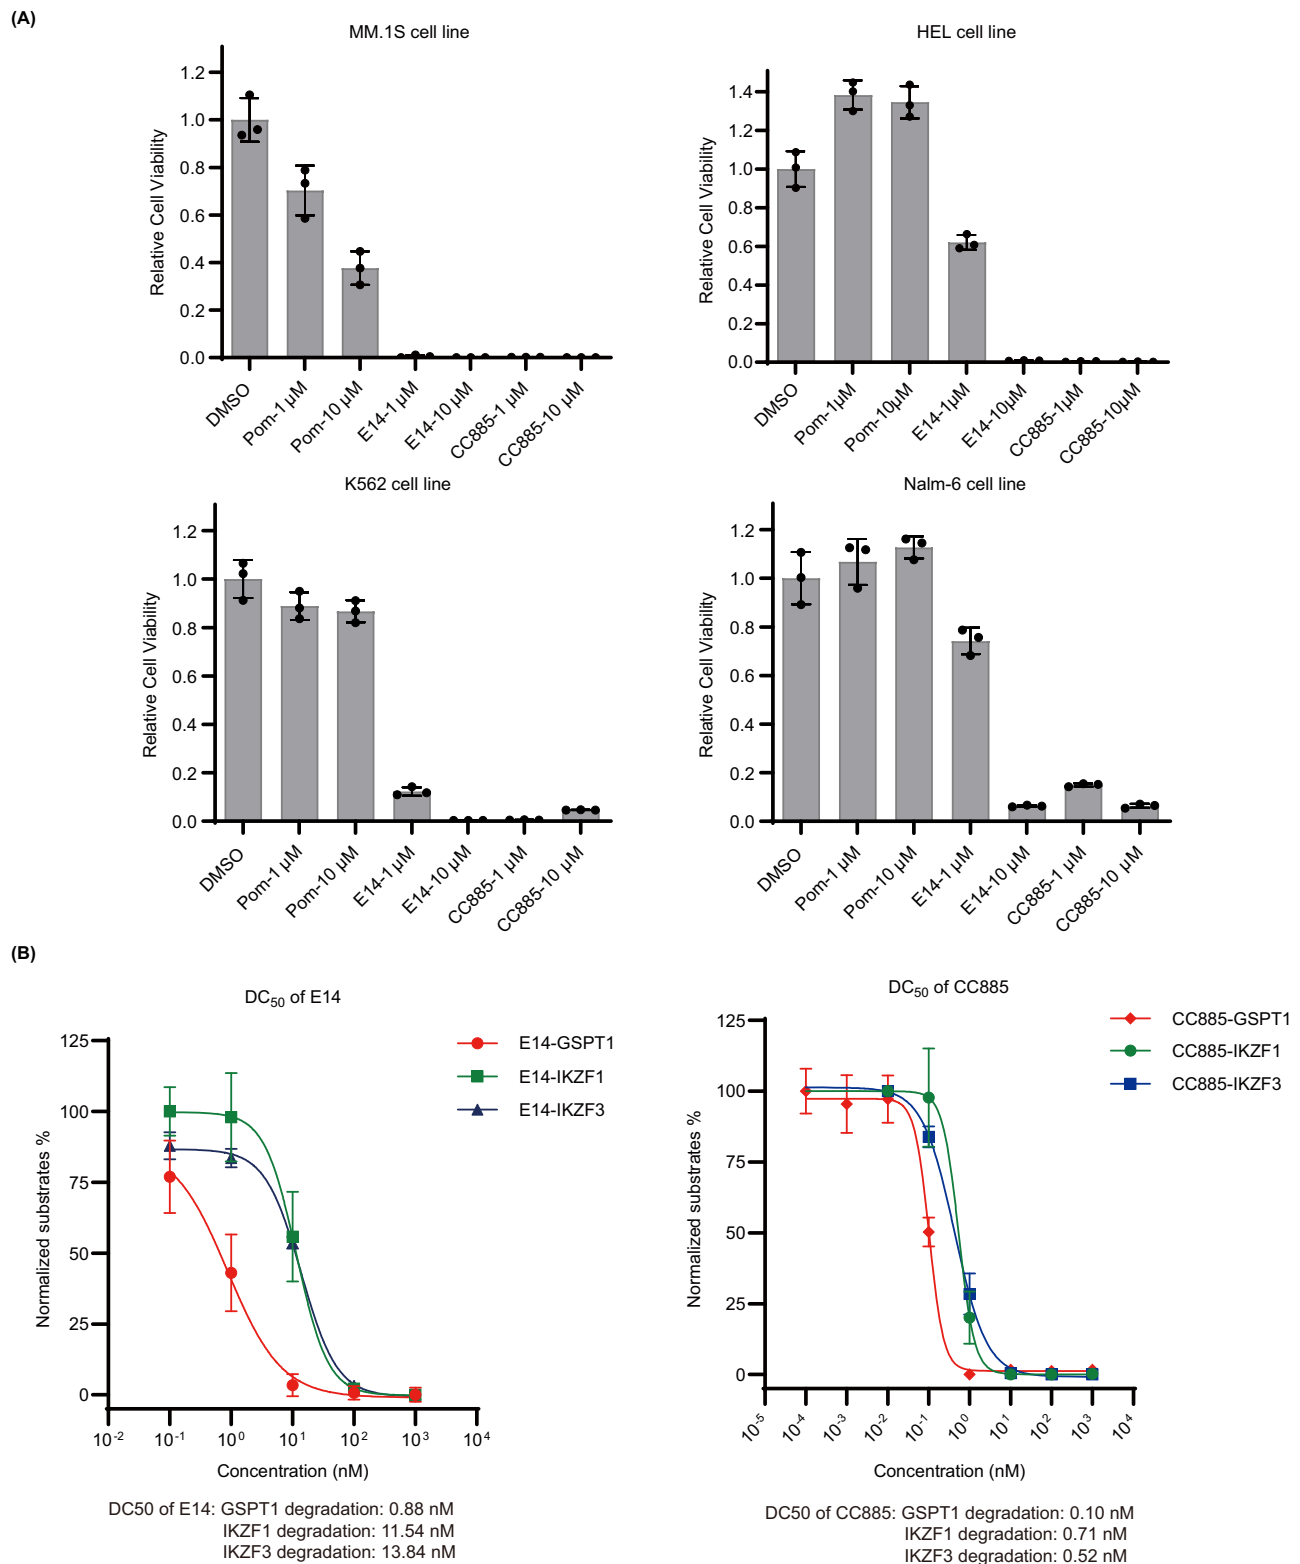 (A)
MM.1S cell line
Relative Cell Viability
1.2
1.0
0.8
0.6
0.4
0.2
0.0
DMSO
Pom-1 µM
Pom-10 µM
E14-1 µM
E14-10 µM
CC885-1 µM
CC885-10 µM
HEL cell line
Relative Cell Viability
1.4
1.2
1.0
0.8
0.6
0.4
0.2
0.0
DMSO
Pom-1µM
Pom-10µM
E14-1µM
E14-10µM
CC885-1µM
CC885-10µM
K562 cell line
Relative Cell Viability
1.2
1.0
0.8
0.6
0.4
0.2
0.0
DMSO
Pom-1 µM
Pom-10 µM
E14-1 µM
E14-10 µM
CC885-1 µM
CC885-10 µM
Nalm-6 cell line
Relative Cell Viability
1.2
1.0
0.8
0.6
0.4
0.2
0.0
DMSO
Pom-1 µM
Pom-10 µM
E14-1 µM
E14-10 µM
CC885-1 µM
CC885-10 µM
(B)
DC₅₀ of E14
Normalized substrates %
125
100
75
50
25
0
10⁻²
10⁻¹
10⁰
10¹
10²
10³
10⁴
Concentration (nM)
E14-GSPT1
E14-IKZF1
E14-IKZF3
DC50 of E14: GSPT1 degradation: 0.88 nM
IKZF1 degradation: 11.54 nM
IKZF3 degradation: 13.84 nM
DC₅₀ of CC885
Normalized substrates %
125
100
75
50
25
0
10⁻⁵
10⁻⁴
10⁻³
10⁻²
10⁻¹
10⁰
10¹
10²
10³
10⁴
Concentration (nM)
CC885-GSPT1
CC885-IKZF1
CC885-IKZF3
DC50 of CC885: GSPT1 degradation: 0.10 nM
IKZF1 degradation: 0.71 nM
IKZF3 degradation: 0.52 nM